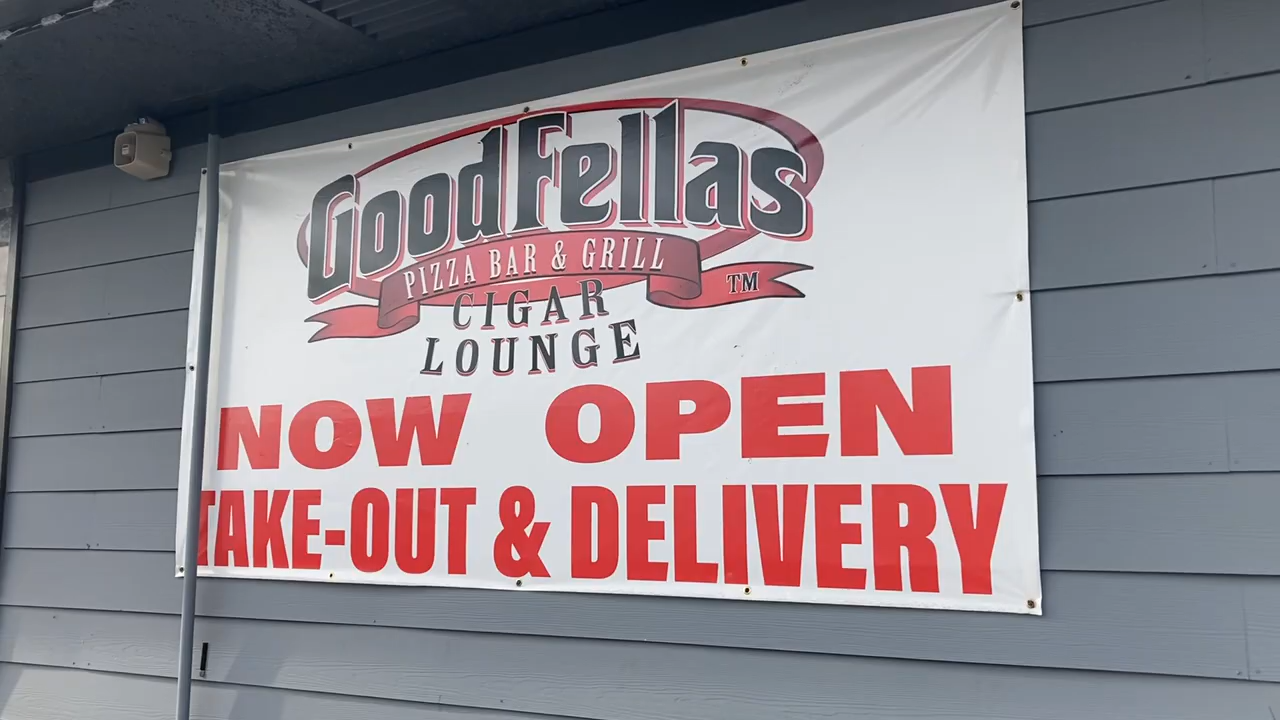 GoodFellas
PIZZA BAR & GRILL
TM
CIGAR
LOUNGE
NOW OPEN
TAKE-OUT & DELIVERY